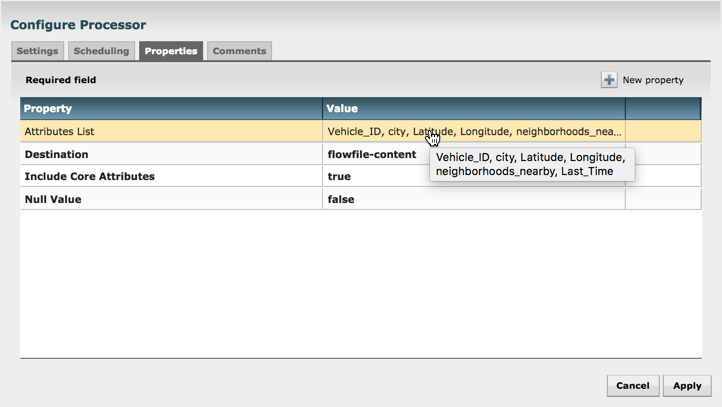 Configure Processor
Settings Scheduling Properties Comments
Required field New property
Property Value
Attributes List Vehicle_ID, city, Latitude, Longitude, neighborhoods_nea...
Destination flowfile-content
Vehicle_ID, city, Latitude, Longitude,
neighborhoods_nearby, Last_Time
Include Core Attributes true
Null Value false
Cancel Apply